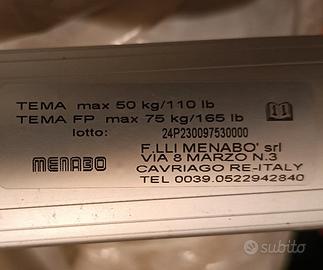 TEMA max 50 kg/110 lb
TEMA FP max 75 kg/165 lb
lotto: 24P230097530000
MENABO
F.LLI MENABO' srl
VIA 8 MARZO N.3
CAVRIAGO RE-ITALY
TEL 0039.0522942840
subito